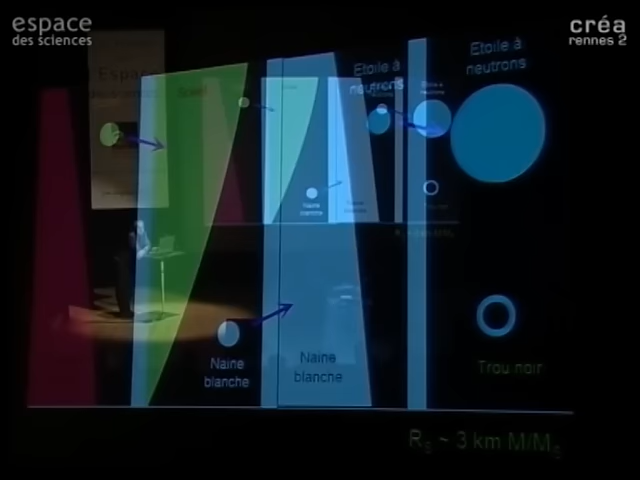 espace
des sciences
créa
rennes 2
Etoile à
neutrons
Etoile à
neutrons
Naine
blanche
Naine
blanche
Trou noir
R_S ~ 3 km M/M_S